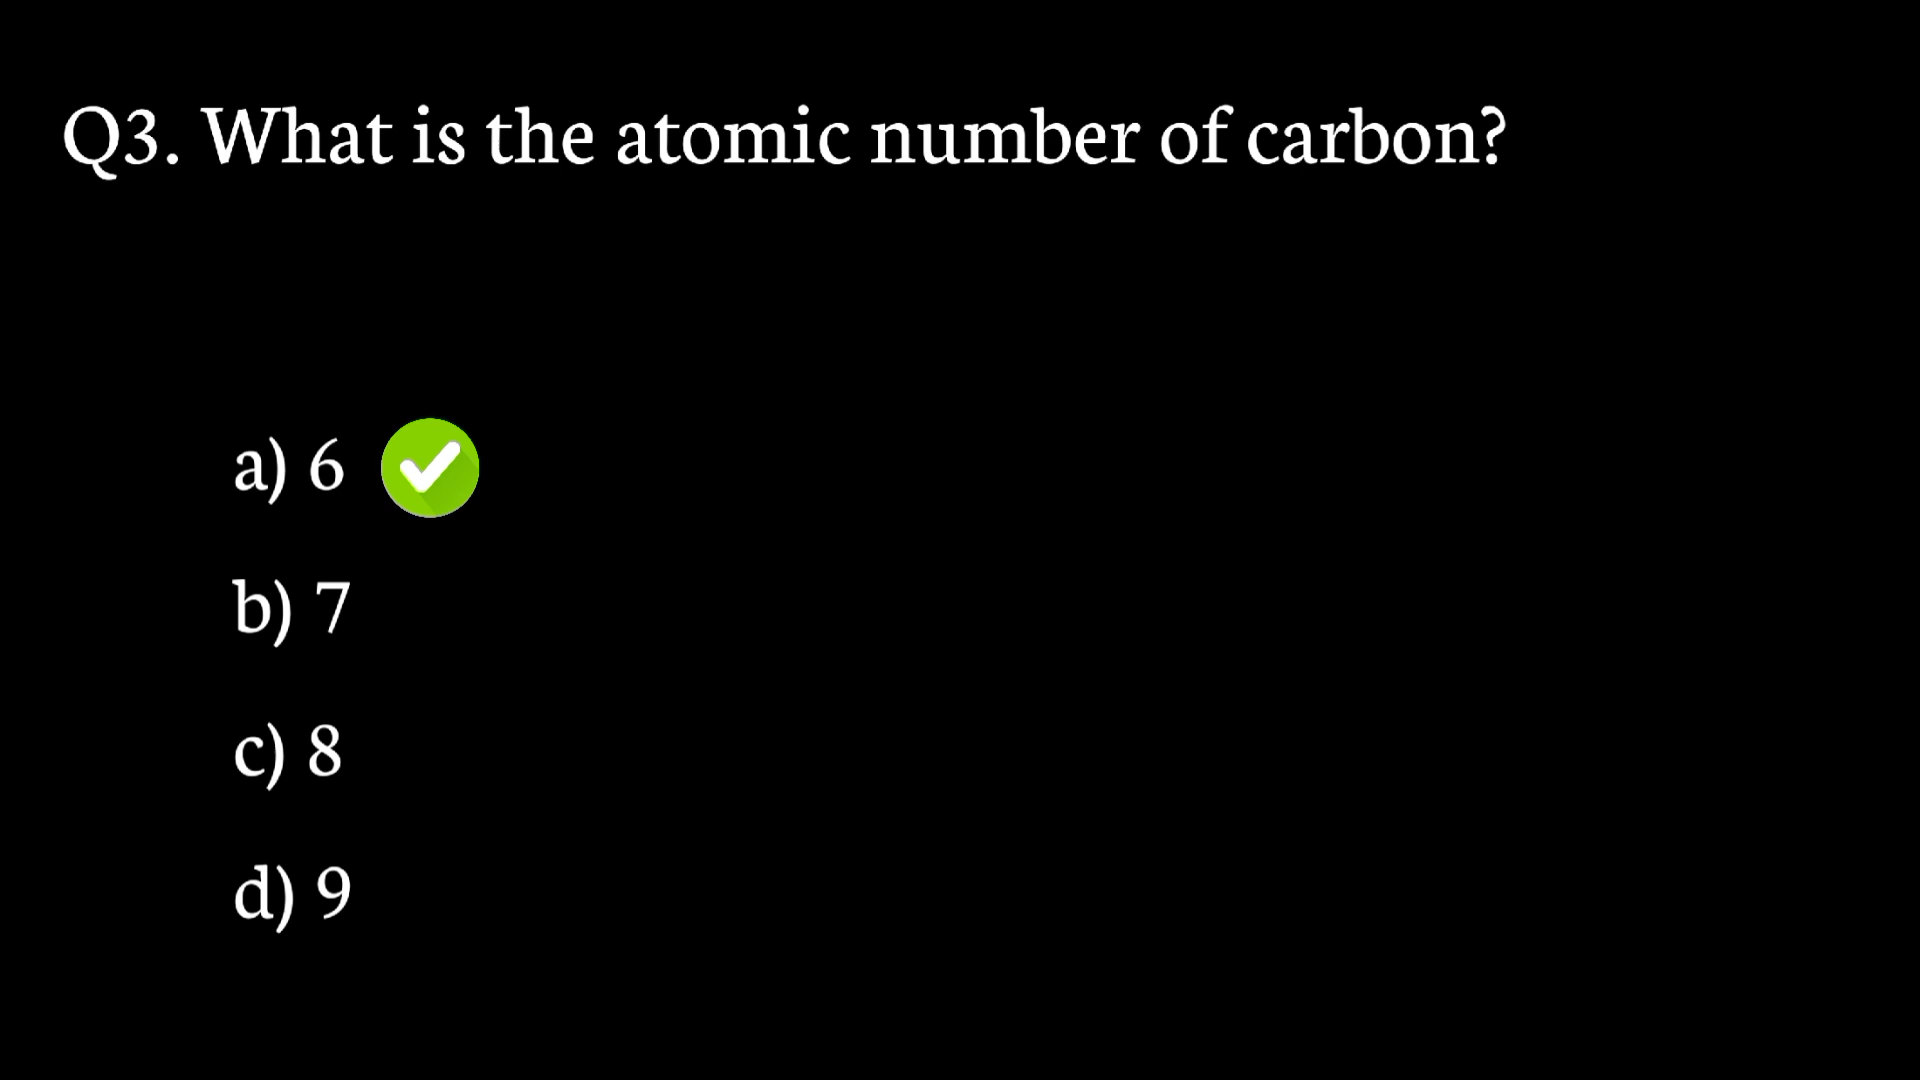 Q3. What is the atomic number of carbon?
a) 6
b) 7
c) 8
d) 9